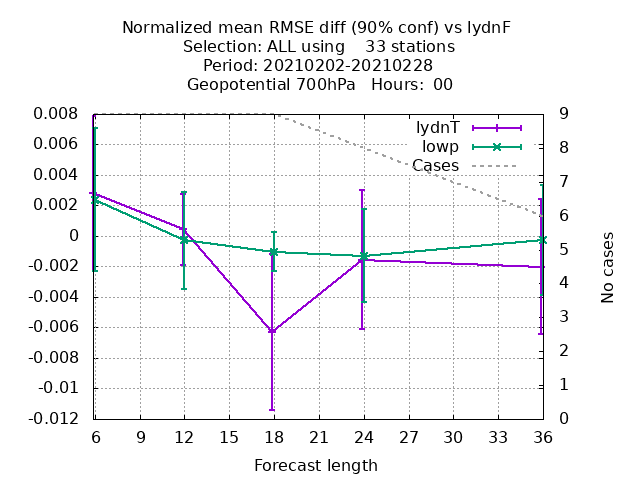 Normalized mean RMSE diff (90% conf) vs lydnF
Selection: ALL using    33 stations
Period: 20210202-20210228
Geopotential 700hPa   Hours:  00
0.008
0.006
0.004
0.002
0
-0.002
-0.004
-0.006
-0.008
-0.01
-0.012
lydnT
lowp
Cases
9
8
7
6
5
4
3
2
1
0
No cases
6 9 12 15 18 21 24 27 30 33 36
Forecast length